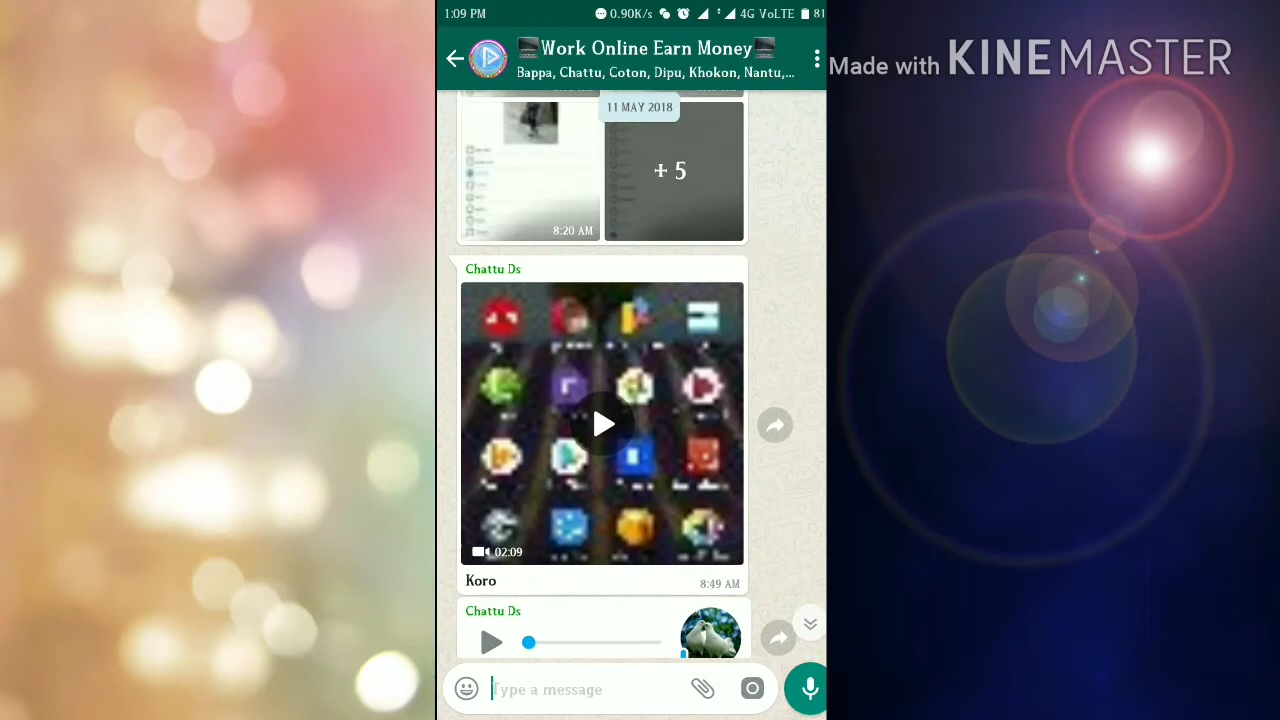 1:09 PM
0.90K/s
4G VoLTE
81
Work Online Earn Money
Bappa, Chattu, Coton, Dipu, Khokon, Nantu,...
Made with KINEMASTER
11 MAY 2018
+ 5
8:20 AM
Chattu Ds
02:09
Koro
8:49 AM
Chattu Ds
Type a message